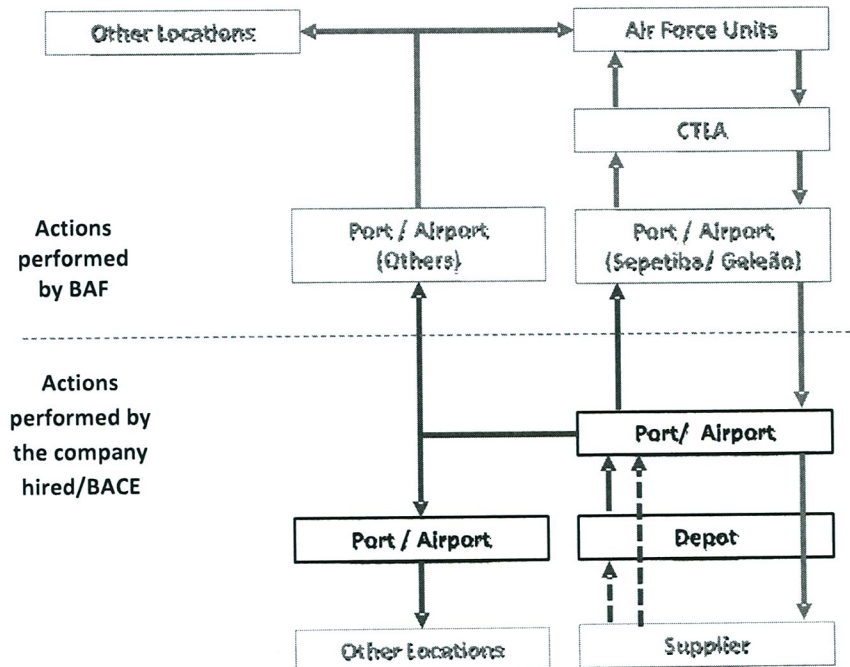 Other Locations
Air Force Units
CTLA
Actions
performed
by BAF
Port / Airport
(Others)
Port / Airport
(Sepetiba/ Galeão)
Actions
performed by
the company
hired/BACE
Port/ Airport
Port / Airport
Depot
Other Locations
Supplier